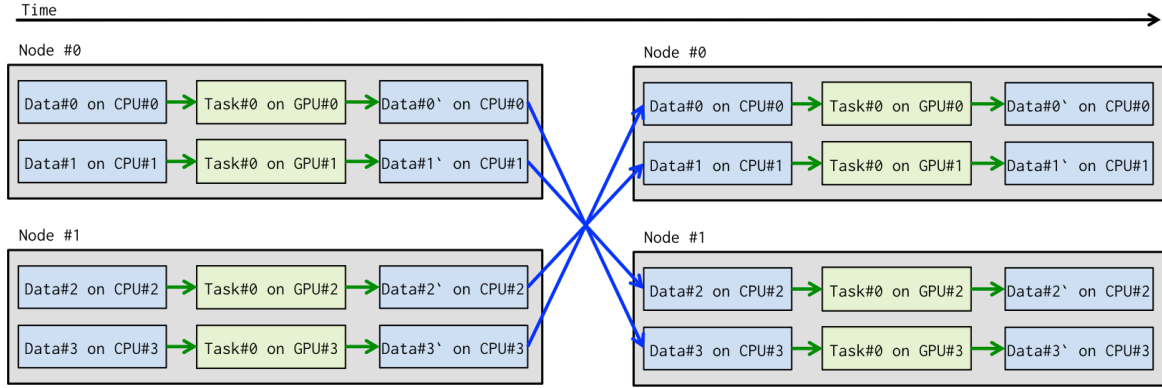 Time
Node #0
Data#0 on CPU#0
Task#0 on GPU#0
Data#0` on CPU#0
Data#1 on CPU#1
Task#0 on GPU#1
Data#1` on CPU#1
Node #1
Data#2 on CPU#2
Task#0 on GPU#2
Data#2` on CPU#2
Data#3 on CPU#3
Task#0 on GPU#3
Data#3` on CPU#3
Node #0
Data#0 on CPU#0
Task#0 on GPU#0
Data#0` on CPU#0
Data#1 on CPU#1
Task#0 on GPU#1
Data#1` on CPU#1
Node #1
Data#2 on CPU#2
Task#0 on GPU#2
Data#2` on CPU#2
Data#3 on CPU#3
Task#0 on GPU#3
Data#3` on CPU#3